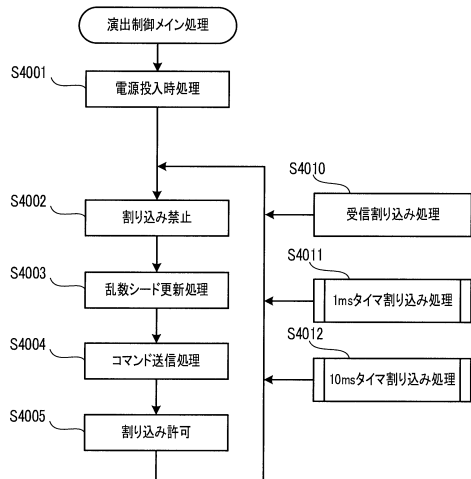 演出制御メイン処理
S4001
電源投入時処理
S4002
割り込み禁止
S4003
乱数シード更新処理
S4004
コマンド送信処理
S4005
割り込み許可
S4010
受信割り込み処理
S4011
1msタイマ割り込み処理
S4012
10msタイマ割り込み処理